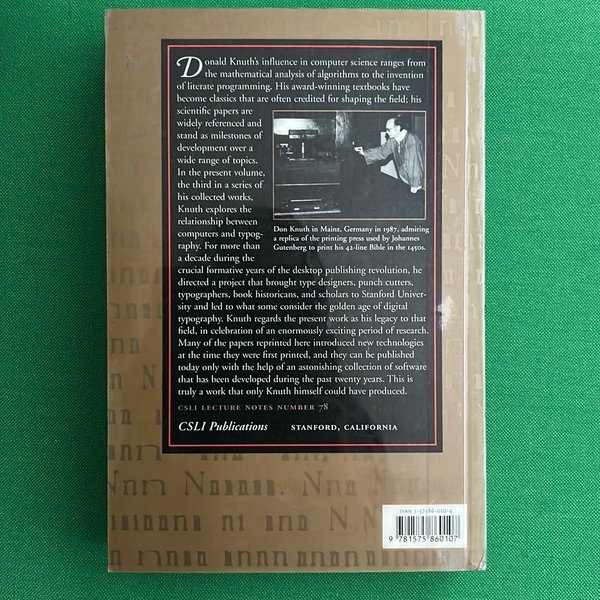 Donald Knuth's influence in computer science ranges from
the mathematical analysis of algorithms to the invention
of literate programming. His award-winning textbooks have
become classics that are often credited for shaping the field; his
scientific papers are
widely referenced and
stand as milestones of
development over a
wide range of topics.
In the present volume,
the third in a series of
his collected works,
Knuth explores the
relationship between
computers and typog-
raphy. For more than
a decade during the
Don Knuth in Mainz, Germany in 1987, admiring
a replica of the printing press used by Johannes
Gutenberg to print his 42-line Bible in the 1450s.
crucial formative years of the desktop publishing revolution, he
directed a project that brought type designers, punch cutters,
typographers, book historians, and scholars to Stanford Univer-
sity and led to what some consider the golden age of digital
typography. Knuth regards the present work as his legacy to that
field, in celebration of an enormously exciting period of research.
Many of the papers reprinted here introduced new technologies
at the time they were first printed, and they can be published
today only with the help of an astonishing collection of software
that has been developed during the past twenty years. This is
truly a work that only Knuth himself could have produced.
CSLI LECTURE NOTES NUMBER 78
CSLI Publications STANFORD, CALIFORNIA
ISBN 1-57586-010-4
9 781575 860107